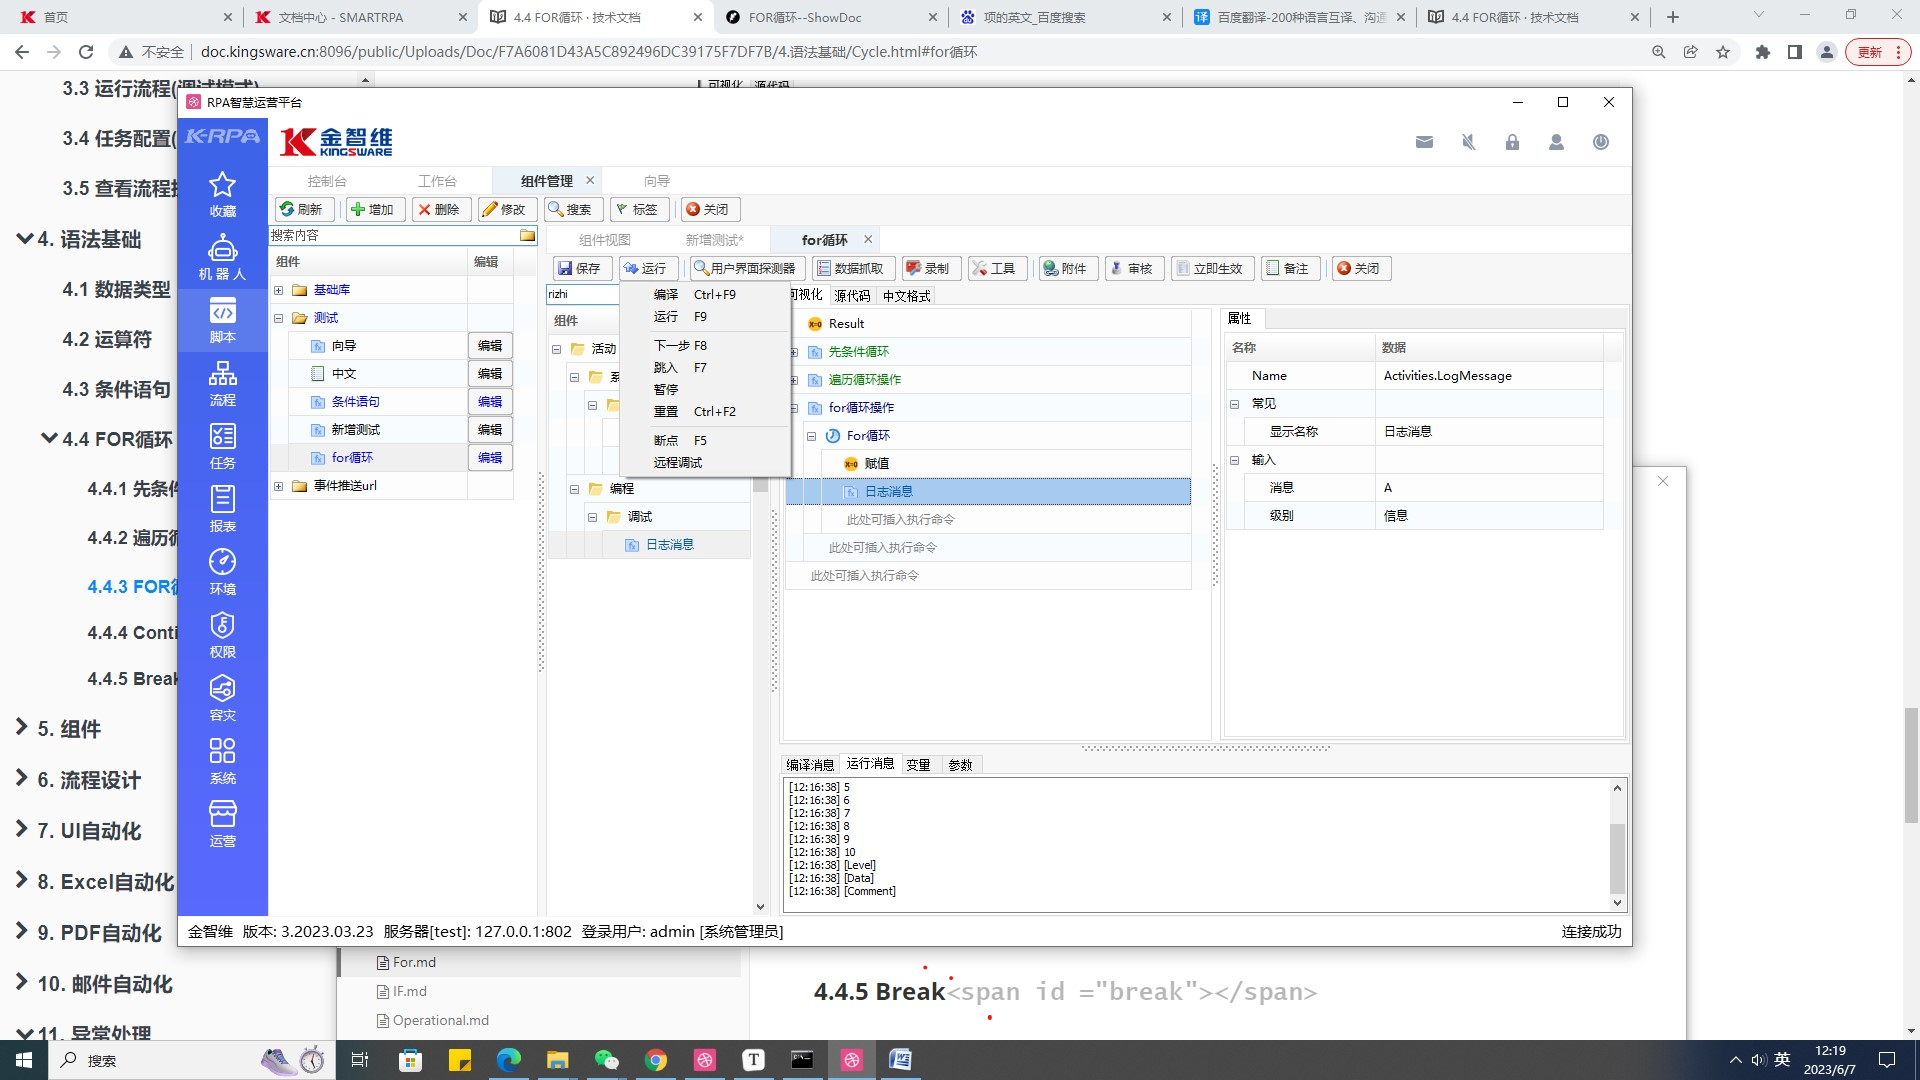 首页
文档中心 - SMARTRPA
4.4 FOR循环 · 技术文档
FOR循环--ShowDoc
项的英文_百度搜索
百度翻译-200种语言互译、沟通
4.4 FOR循环 · 技术文档
不安全
doc.kingsware.cn:8096/public/Uploads/Doc/F7A6081D43A5C892496DC39175F7DF7B/4.语法基础/Cycle.html#for循环
更新
3.3 运行流程(调试模式)
3.4 任务配置(
3.5 查看流程
4. 语法基础
4.1 数据类型
4.2 运算符
4.3 条件语句
4.4 FOR循环
4.4.1 先条件
4.4.2 遍历循
4.4.3 FOR循
4.4.4 Conti
4.4.5 Break
5. 组件
6. 流程设计
7. UI自动化
8. Excel自动化
9. PDF自动化
10. 邮件自动化
11. 异常处理
可视化 源代码
RPA智慧运营平台
K-RPA
金智维
KINGSWARE
收藏
机器人
脚本
流程
任务
报表
环境
权限
容灾
系统
运营
控制台
工作台
组件管理
向导
刷新
增加
删除
修改
搜索
标签
关闭
搜索内容
组件
编辑
基础库
测试
向导 编辑
中文 编辑
条件语句 编辑
新增测试 编辑
for循环 编辑
事件推送url
组件视图
新增测试*
for循环
保存
运行
用户界面探测器
数据抓取
录制
工具
附件
审核
立即生效
备注
关闭
rizhi
组件
活动
编程
调试
日志消息
编译 Ctrl+F9
运行 F9
下一步 F8
跳入 F7
暂停
重置 Ctrl+F2
断点 F5
远程调试
可视化 源代码 中文格式
Result
先条件循环
遍历循环操作
for循环操作
For循环
赋值
日志消息
此处可插入执行命令
此处可插入执行命令
此处可插入执行命令
属性
名称 数据
Name Activities.LogMessage
常见
显示名称 日志消息
输入
消息 A
级别 信息
编译消息 运行消息 变量 参数
[12:16:38] 5
[12:16:38] 6
[12:16:38] 7
[12:16:38] 8
[12:16:38] 9
[12:16:38] 10
[12:16:38] [Level]
[12:16:38] [Data]
[12:16:38] [Comment]
金智维 版本: 3.2023.03.23 服务器[test]: 127.0.0.1:802 登录用户: admin [系统管理员]
连接成功
For.md
IF.md
Operational.md
4.4.5 Break<span id ="break"></span>
搜索
英
12:19
2023/6/7